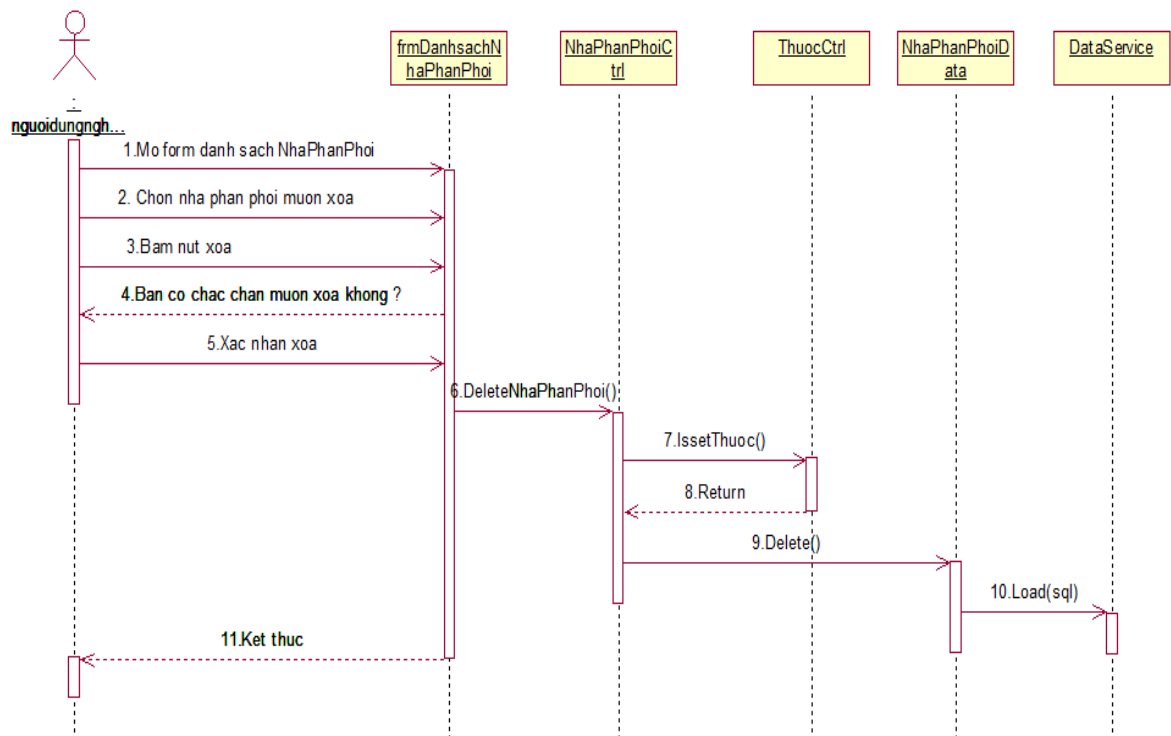 frmDanhsachN
haPhanPhoi
NhaPhanPhoiC
trl
ThuocCtrl
NhaPhanPhoiD
ata
DataService
:
nguoidungngh...
1.Mo form danh sach NhaPhanPhoi
2. Chon nha phan phoi muon xoa
3.Bam nut xoa
4.Ban co chac chan muon xoa khong ?
5.Xac nhan xoa
6.DeleteNhaPhanPhoi()
7.IssetThuoc()
8.Return
9.Delete()
10.Load(sql)
11.Ket thuc